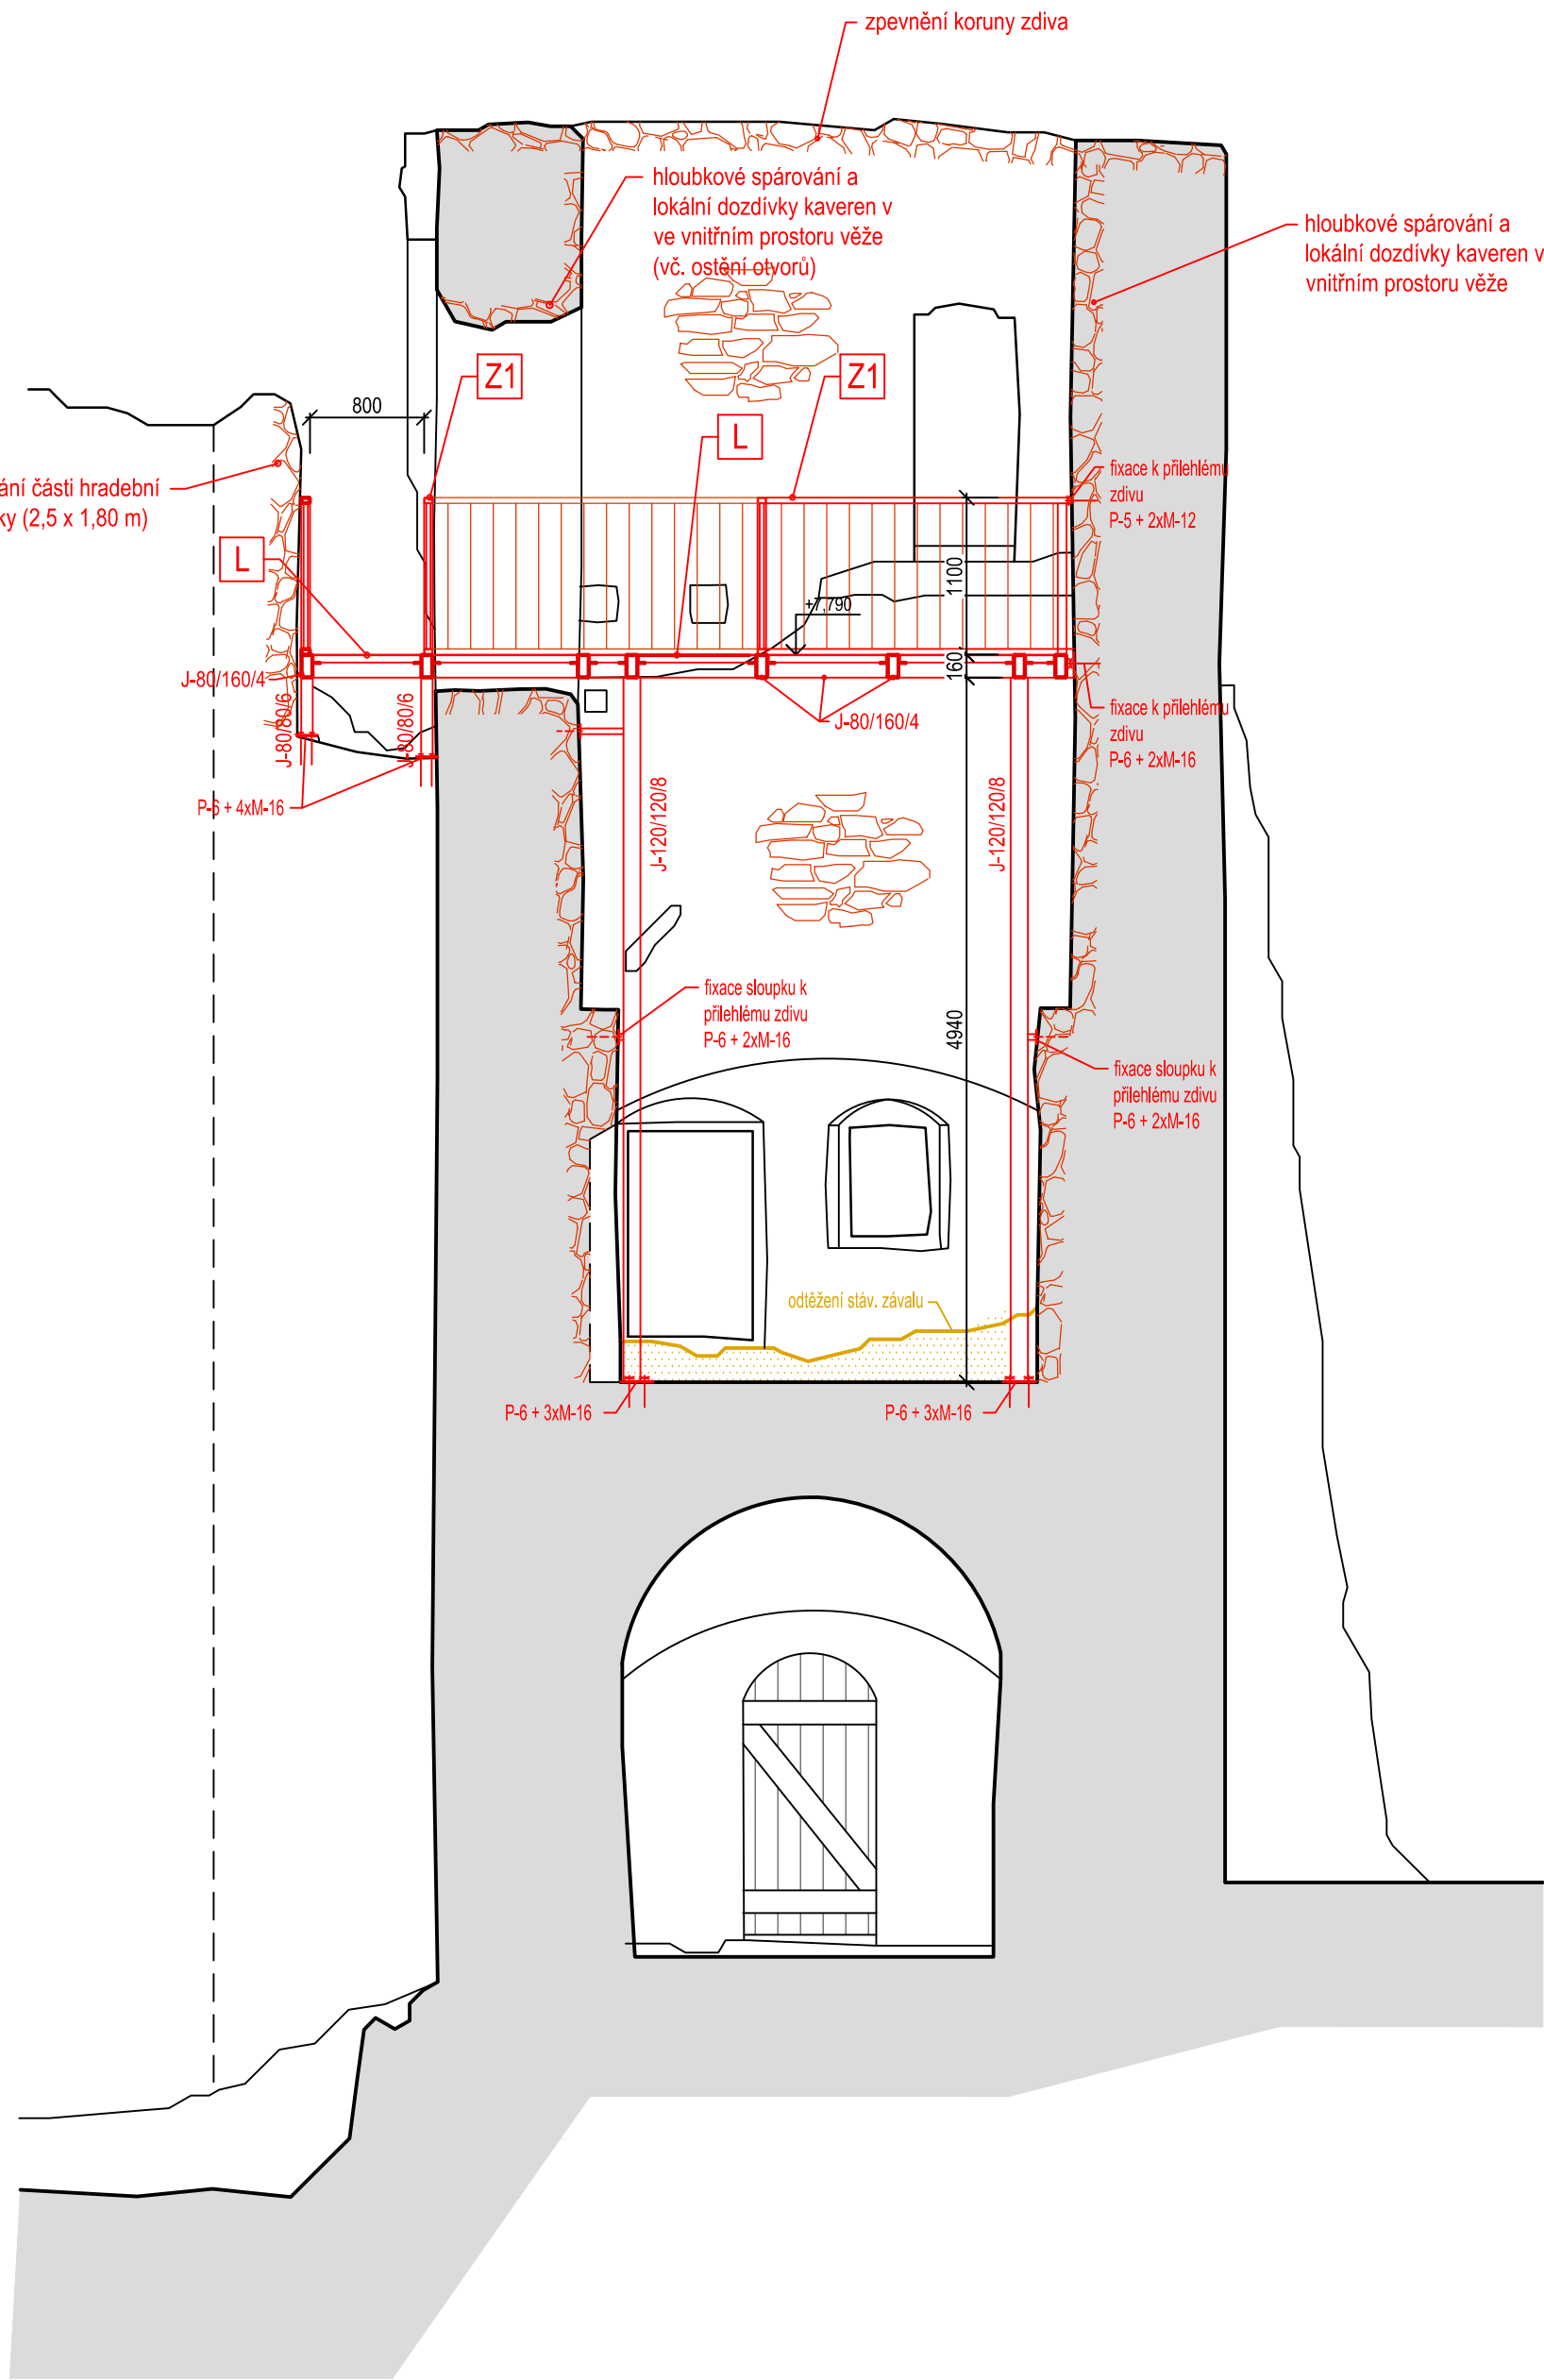 zpevnění koruny zdiva
hloubkové spárování a
lokální dozdívky kaveren v
ve vnitřním prostoru věže
(vč. ostění otvorů)
hloubkové spárování a
lokální dozdívky kaveren v
vnitřním prostoru věže
Z1
Z1
800
L
fixace k přilehlému
zdivu
P-5 + 2xM-12
ání části hradební
ky (2,5 x 1,80 m)
L
1100
+7,790
160
J-80/160/4
J-80/80/6
J-80/80/6
J-80/160/4
fixace k přilehlému
zdivu
P-6 + 2xM-16
P-6 + 4xM-16
J-120/120/8
J-120/120/8
fixace sloupku k
přilehlému zdivu
P-6 + 2xM-16
4940
fixace sloupku k
přilehlému zdivu
P-6 + 2xM-16
odtěžení stáv. závalu
P-6 + 3xM-16
P-6 + 3xM-16